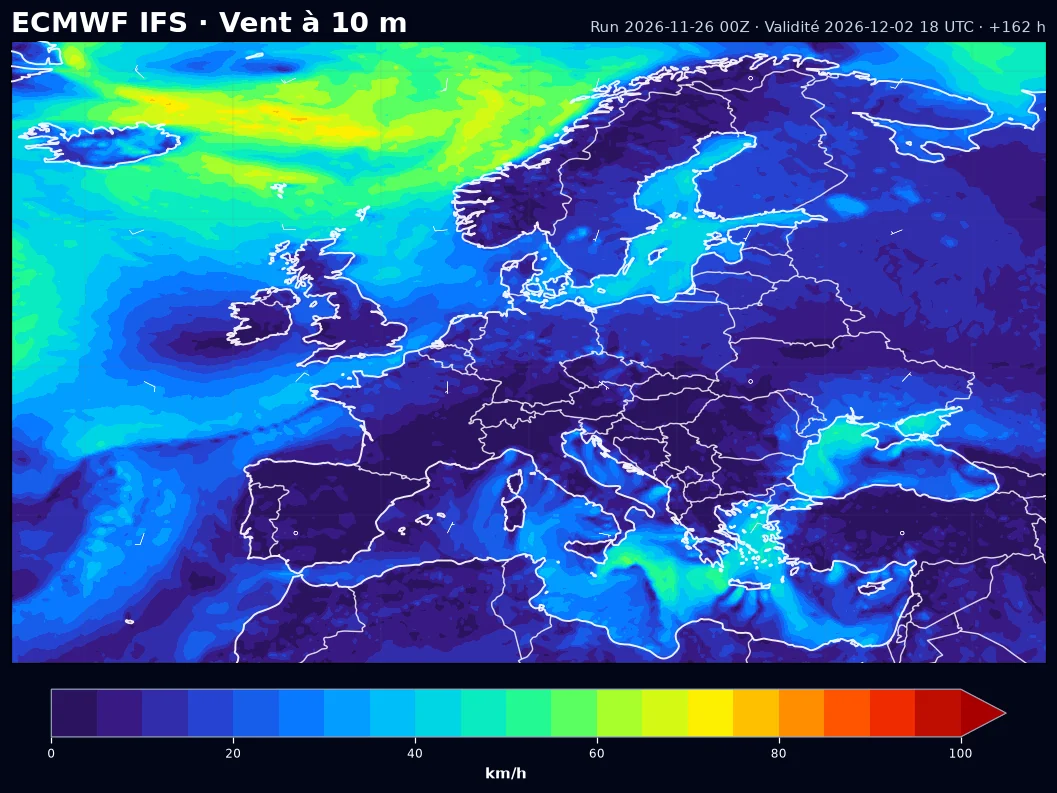 ECMWF IFS · Vent à 10 m
Run 2026-11-26 00Z · Validité 2026-12-02 18 UTC · +162 h
0 20 40 60 80 100
km/h